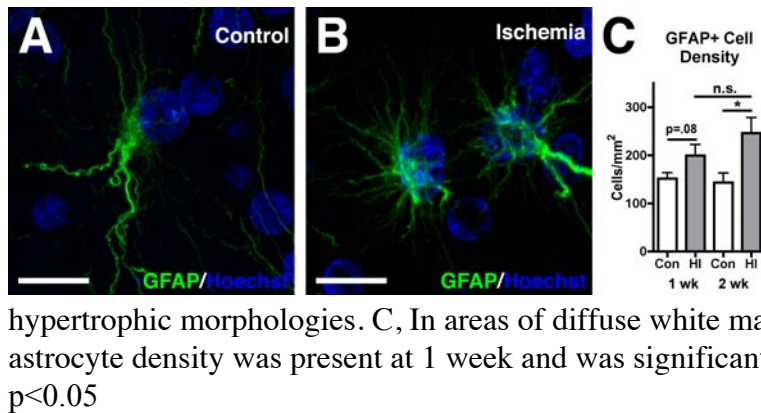 A
Control
GFAP/Hoechst
B
Ischemia
GFAP/Hoechst
C
GFAP+ Cell
Density
n.s.
*
p=.08
Cells/mm²
300
200
100
0
Con HI Con HI
1 wk 2 wk
hypertrophic morphologies. C, In areas of diffuse white ma
astrocyte density was present at 1 week and was significan
p<0.05